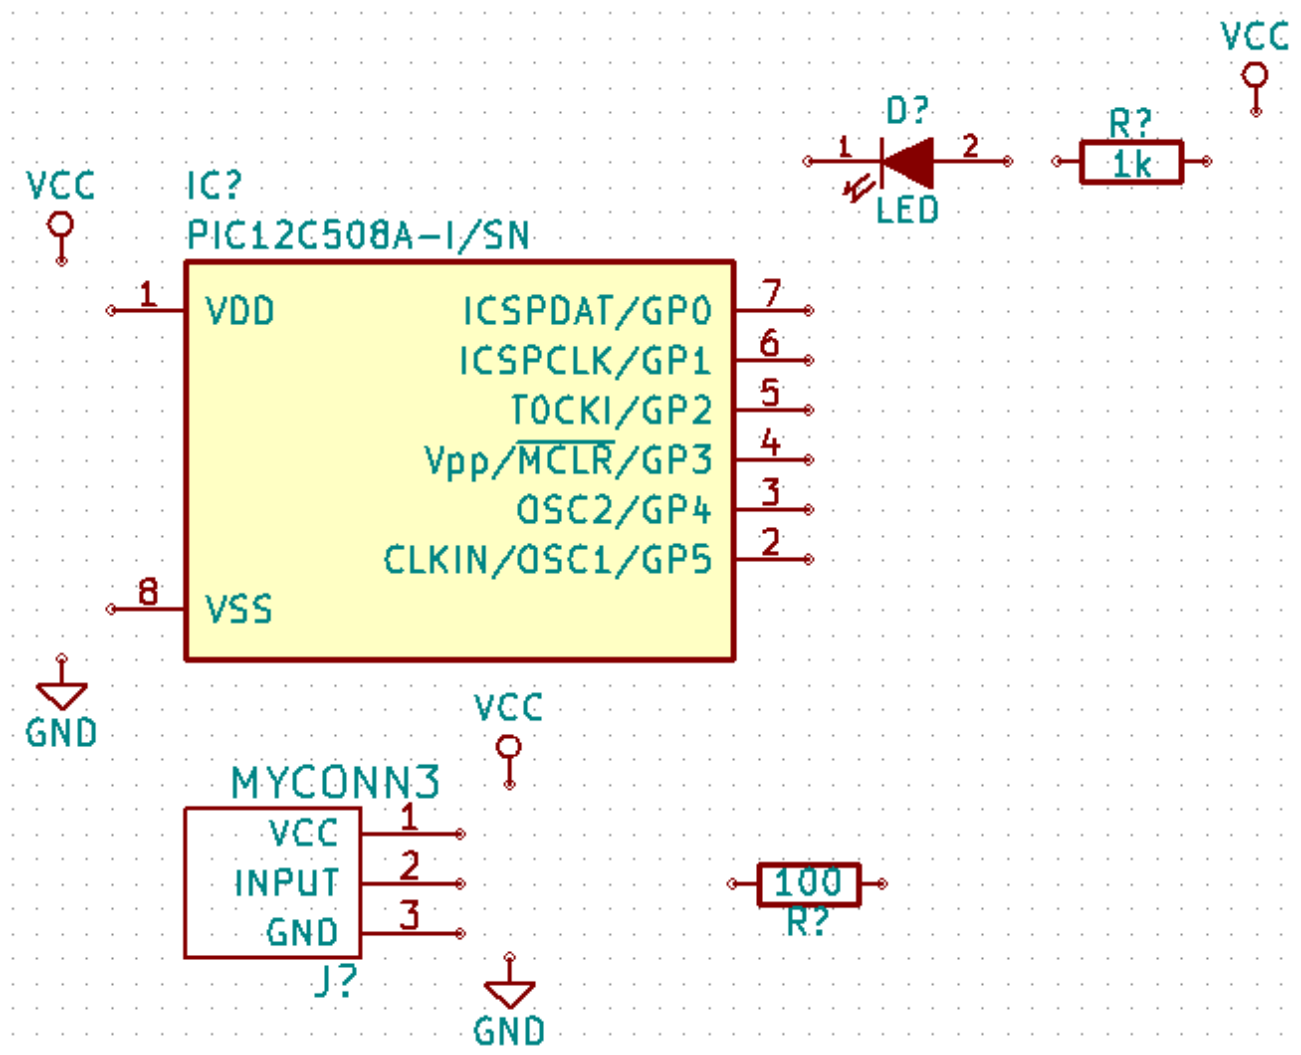 VCC
D?
R?
1 2
1k
LED
VCC
IC?
PIC12C508A-I/SN
1 VDD ICSPDAT/GP0 7
ICSPCLK/GP1 6
T0CKI/GP2 5
Vpp/MCLR/GP3 4
OSC2/GP4 3
CLKIN/OSC1/GP5 2
8 VSS
GND
VCC
MYCONN3
VCC 1
INPUT 2
GND 3
J?
100
R?
GND